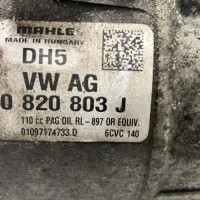 MAHLE
MADE IN HUNGARY
DH5
VW AG
0 820 803 J
110 cc PAG OIL RL- 897 OR EQUIV.
01097174733.D 6CVC 140